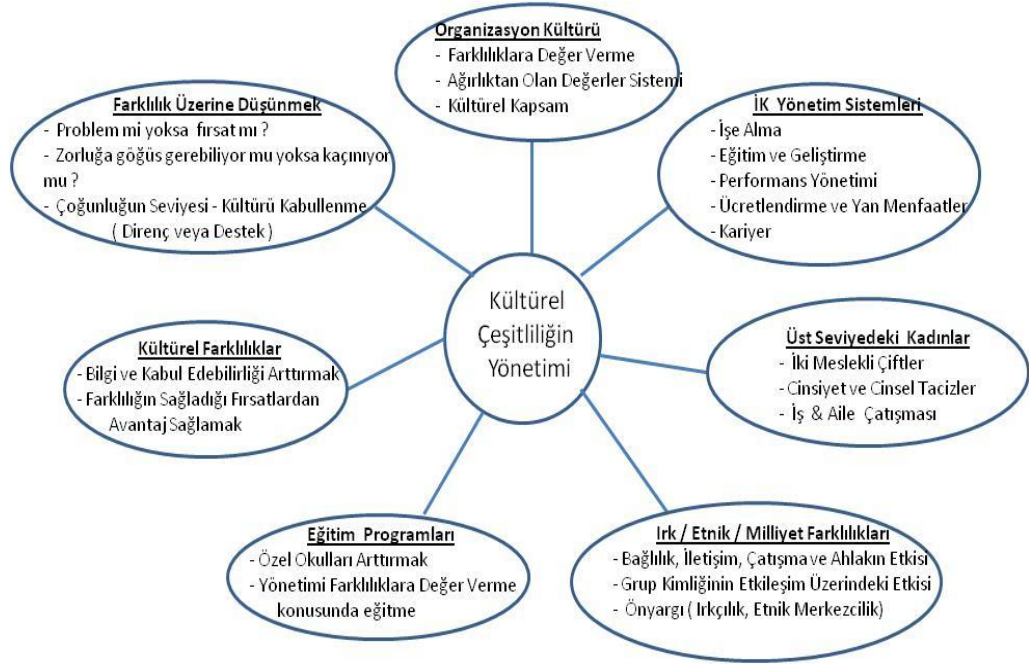 Organizasyon Kültürü
- Farklılıklara Değer Verme
- Ağırlıktan Olan Değerler Sistemi
- Kültürel Kapsam
İK Yönetim Sistemleri
- İşe Alma
- Eğitim ve Geliştirme
- Performans Yönetimi
- Ücretlendirme ve Yan Menfaatler
- Kariyer
Üst Seviyedeki Kadınlar
- İki Meslekli Çiftler
- Cinsiyet ve Cinsel Tacizler
- İş & Aile Çatışması
Irk / Etnik / Milliyet Farklılıkları
- Bağlılık, İletişim, Çatışma ve Ahlakın Etkisi
- Grup Kimliğinin Etkileşim Üzerindeki Etkisi
- Önyargı ( Irkçılık, Etnik Merkezcilik)
Eğitim Programları
- Özel Okulları Arttırmak
- Yönetimi Farklılıklara Değer Verme
konusunda eğitme
Kültürel Farklılıklar
- Bilgi ve Kabul Edebilirliği Arttırmak
- Farklılığın Sağladığı Fırsatlardan
Avantaj Sağlamak
Farklılık Üzerine Düşünmek
- Problem mi yoksa fırsat mı ?
- Zorluğa göğüs gerebiliyor mu yoksa kaçınıyor
mu ?
- Çoğunluğun Seviyesi - Kültürü Kabullenme
( Direnç veya Destek )
Kültürel
Çeşitliliğin
Yönetimi